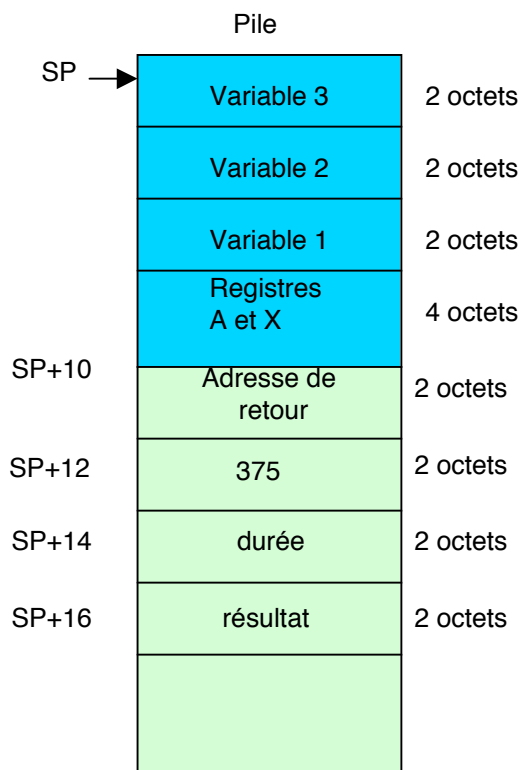 Pile
SP
Variable 3
2 octets
Variable 2
2 octets
Variable 1
2 octets
Registres
A et X
4 octets
SP+10
Adresse de
retour
2 octets
SP+12
375
2 octets
SP+14
durée
2 octets
SP+16
résultat
2 octets